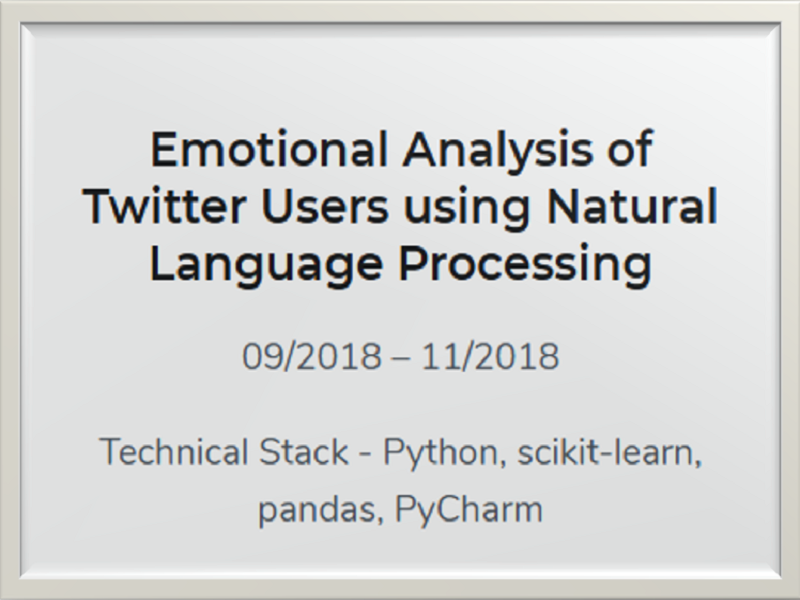 Emotional Analysis of
Twitter Users using Natural
Language Processing
09/2018 – 11/2018
Technical Stack - Python, scikit-learn,
pandas, PyCharm